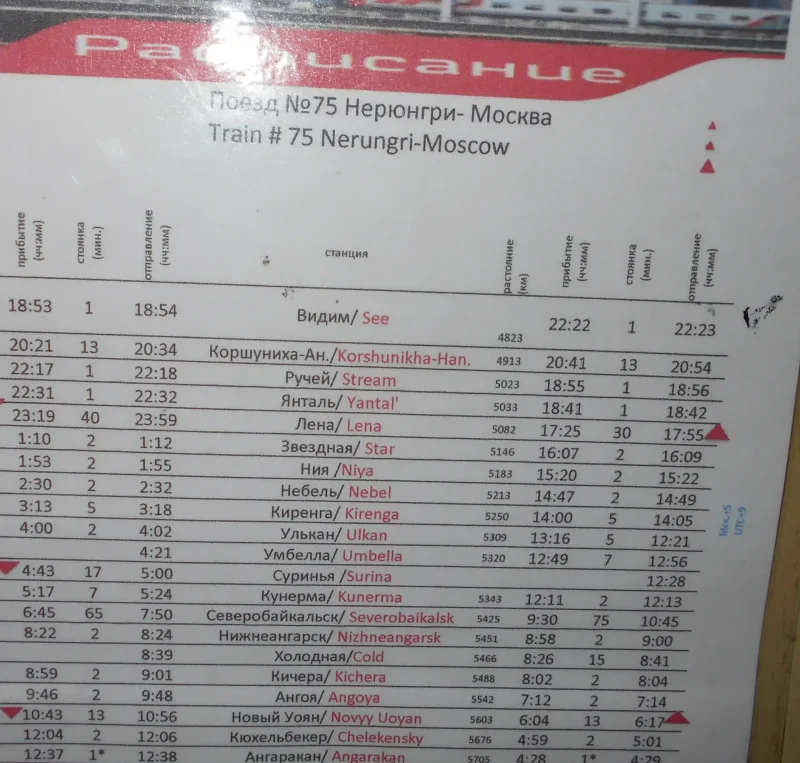 Расписание
Поезд №75 Нерюнгри- Москва
Train # 75 Nerungri-Moscow
прибытие (чч:мм) стоянка (мин.) отправление (чч:мм) станция растояние (км) прибытие (чч:мм) стоянка (мин.) отправление (чч:мм)
18:53 1 18:54 Видим/ See 4823 22:22 1 22:23
20:21 13 20:34 Коршуниха-Ан./Korshunikha-Han. 4913 20:41 13 20:54
22:17 1 22:18 Ручей/ Stream 5023 18:55 1 18:56
22:31 1 22:32 Янталь/ Yantal' 5033 18:41 1 18:42
23:19 40 23:59 Лена/ Lena 5082 17:25 30 17:55
1:10 2 1:12 Звездная/ Star 5146 16:07 2 16:09
1:53 2 1:55 Ния /Niya 5183 15:20 2 15:22
2:30 2 2:32 Небель/ Nebel 5213 14:47 2 14:49
3:13 5 3:18 Киренга/ Kirenga 5250 14:00 5 14:05
4:00 2 4:02 Улькан/ Ulkan 5309 13:16 5 12:21
4:21 Умбелла/ Umbella 5320 12:49 7 12:56
4:43 17 5:00 Суринья /Surina 12:28
5:17 7 5:24 Кунерма/ Kunerma 5343 12:11 2 12:13
6:45 65 7:50 Северобайкальск/ Severobaikalsk 5425 9:30 75 10:45
8:22 2 8:24 Нижнеангарск/ Nizhneangarsk 5451 8:58 2 9:00
8:39 Холодная/Cold 5466 8:26 15 8:41
8:59 2 9:01 Кичера/ Kichera 5488 8:02 2 8:04
9:46 2 9:48 Ангоя/ Angoya 5542 7:12 2 7:14
10:43 13 10:56 Новый Уоян/ Novyy Uoyan 5603 6:04 13 6:17
12:04 2 12:06 Кюхельбекер/ Chelekensky 5676 4:59 2 5:01
12:37 1* 12:38 Ангаракан/ Angarakan 5705 4:28 1* 4:29
Мск.+5
UTC+9